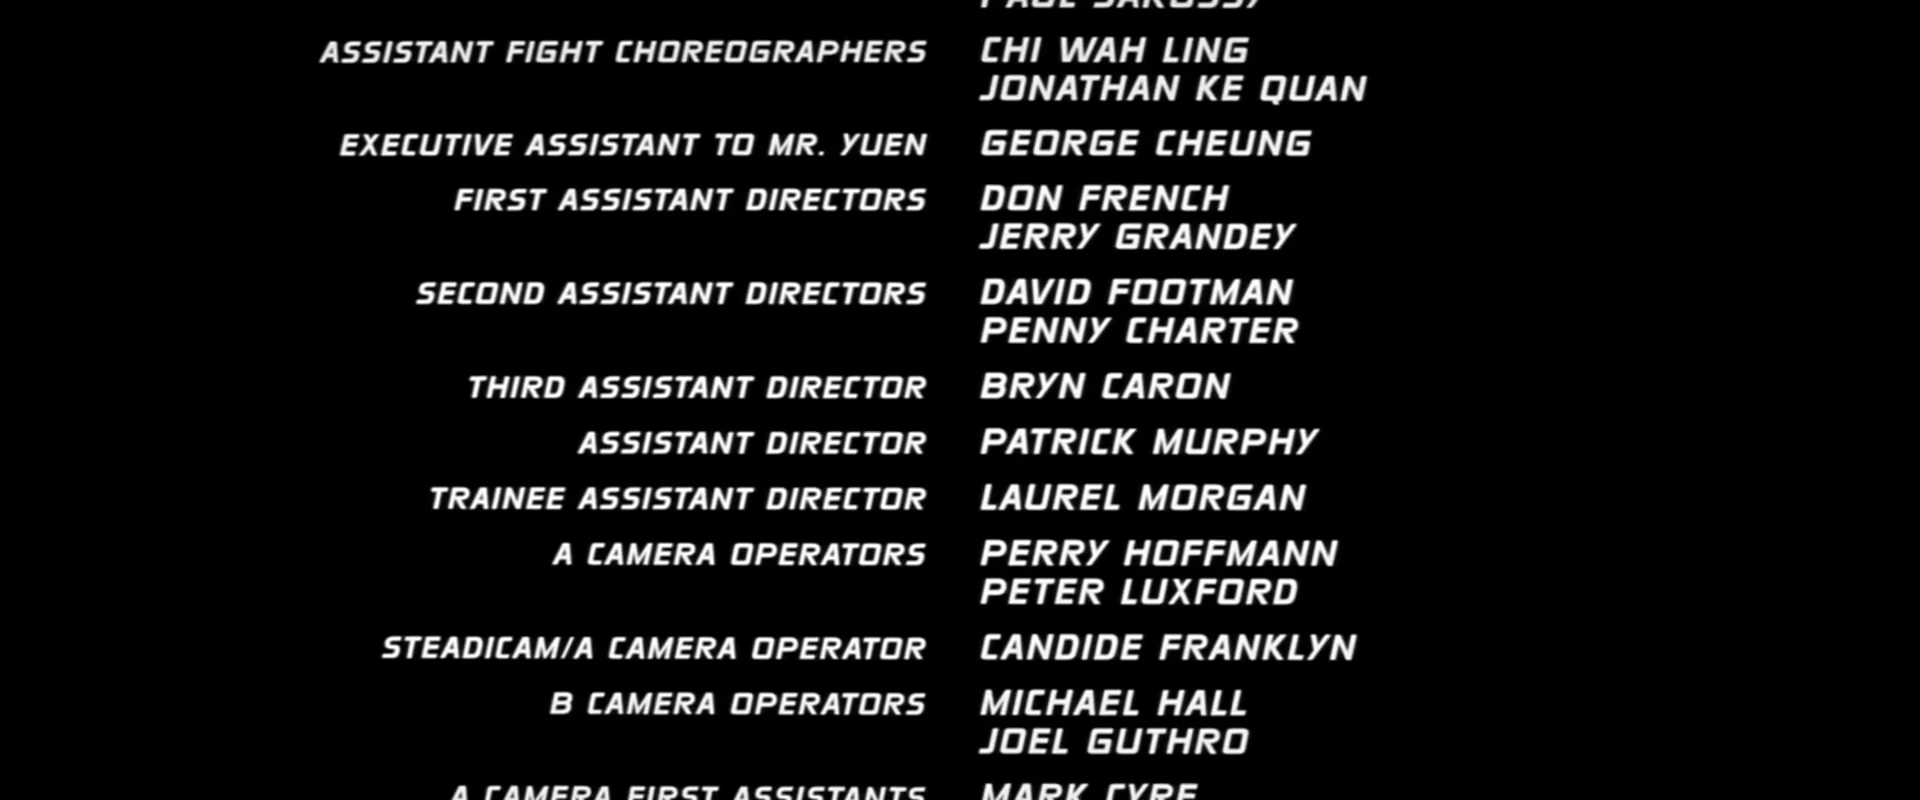 ASSISTANT FIGHT CHOREOGRAPHERS CHI WAH LING
JONATHAN KE QUAN
EXECUTIVE ASSISTANT TO MR. YUEN GEORGE CHEUNG
FIRST ASSISTANT DIRECTORS DON FRENCH
JERRY GRANDEY
SECOND ASSISTANT DIRECTORS DAVID FOOTMAN
PENNY CHARTER
THIRD ASSISTANT DIRECTOR BRYN CARON
ASSISTANT DIRECTOR PATRICK MURPHY
TRAINEE ASSISTANT DIRECTOR LAUREL MORGAN
A CAMERA OPERATORS PERRY HOFFMANN
PETER LUXFORD
STEADICAM/A CAMERA OPERATOR CANDIDE FRANKLYN
B CAMERA OPERATORS MICHAEL HALL
JOEL GUTHRO
A CAMERA FIRST ASSISTANTS MARK CYRE